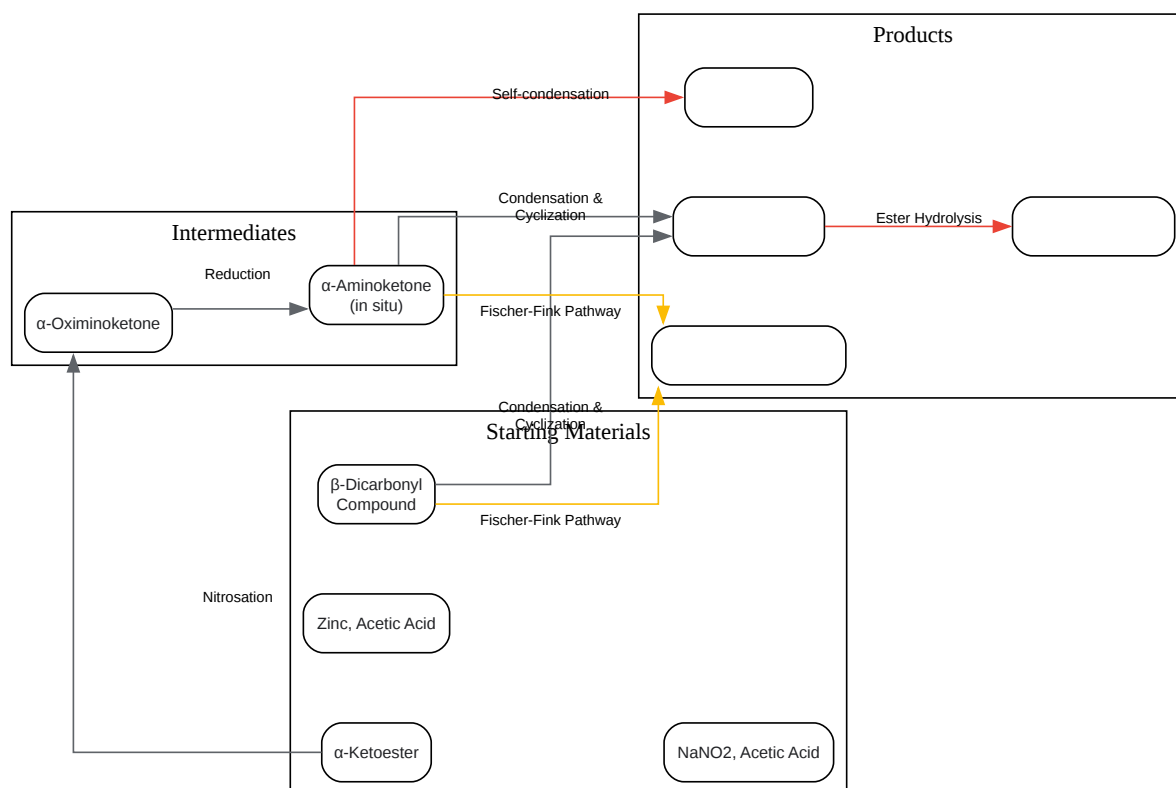 Products
Self-condensation
Condensation &
Cyclization
Intermediates
Ester Hydrolysis
Reduction
α-Aminoketone
(in situ)
α-Oximinoketone
Fischer-Fink Pathway
Condensation &
Cyclization
Starting Materials
β-Dicarbonyl
Compound
Fischer-Fink Pathway
Nitrosation
Zinc, Acetic Acid
α-Ketoester
NaNO2, Acetic Acid